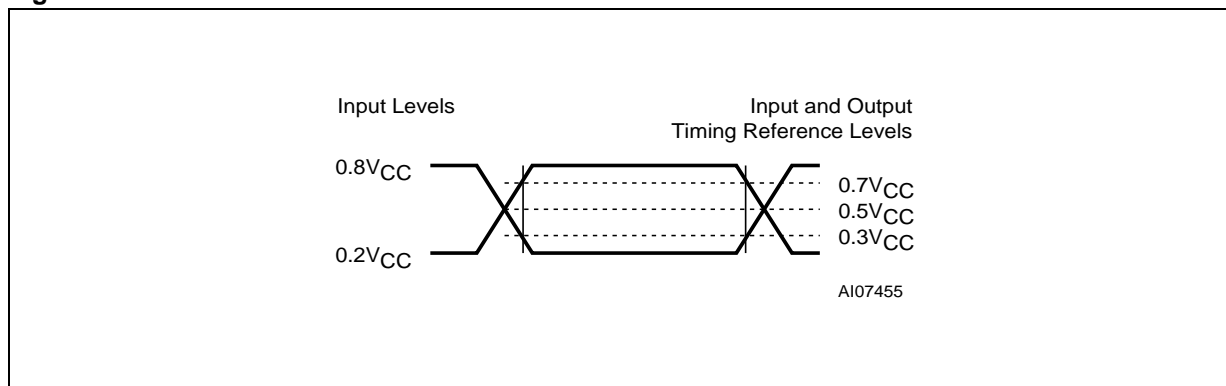 Input Levels
Input and Output
Timing Reference Levels
0.8VCC
0.7VCC
0.5VCC
0.3VCC
0.2VCC
AI07455